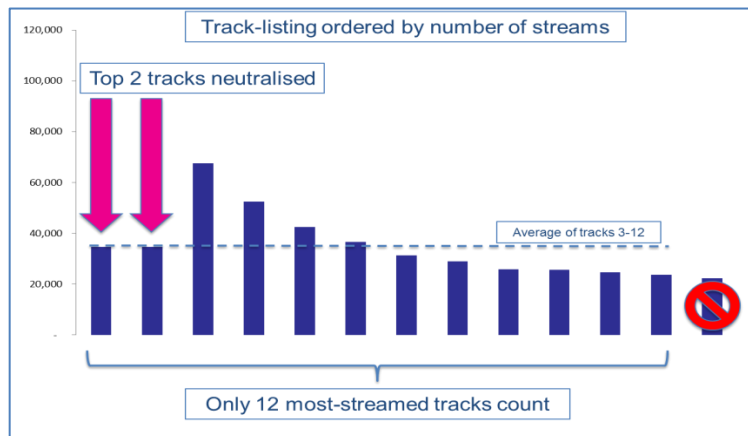 Track-listing ordered by number of streams
Top 2 tracks neutralised
120,000
100,000
80,000
60,000
40,000
20,000
-
Average of tracks 3-12
Only 12 most-streamed tracks count